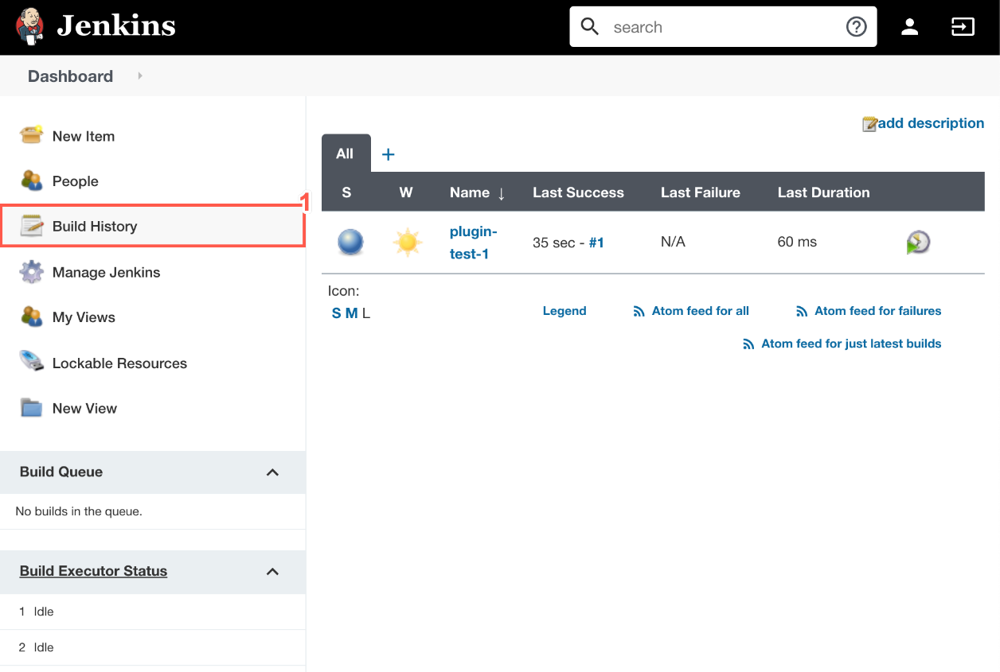 Jenkins
search
Dashboard
New Item
People
1
Build History
Manage Jenkins
My Views
Lockable Resources
New View
Build Queue
No builds in the queue.
Build Executor Status
1 Idle
2 Idle
add description
All +
S W Name ↓ Last Success Last Failure Last Duration
plugin-
test-1
35 sec - #1 N/A 60 ms
Icon:
S M L
Legend Atom feed for all Atom feed for failures
Atom feed for just latest builds